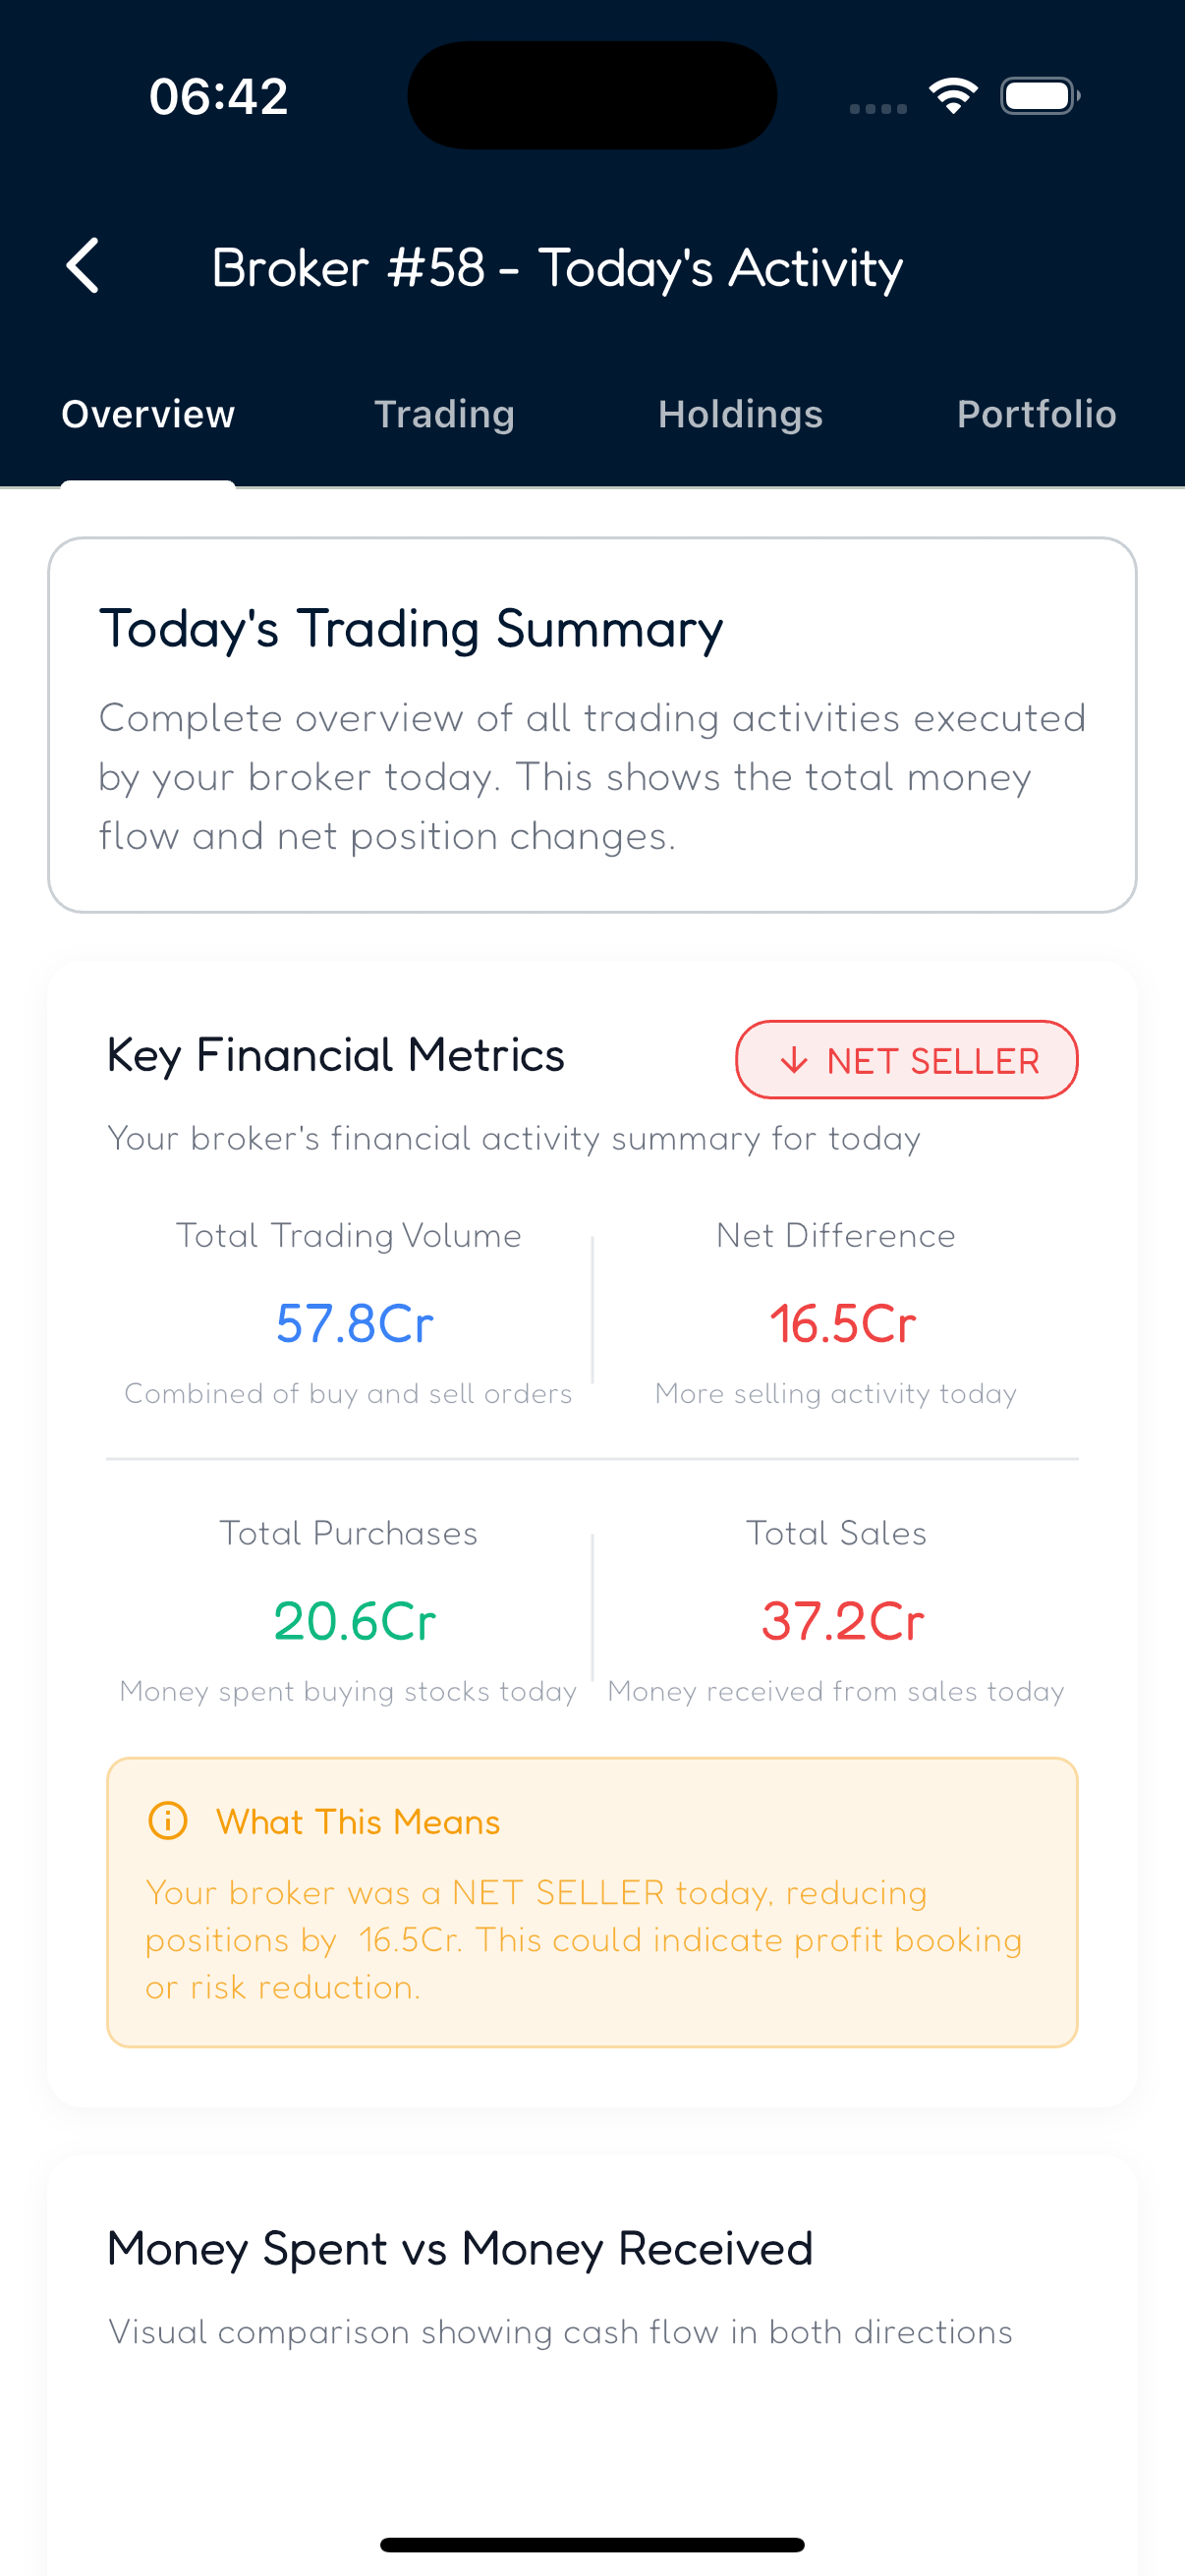 06:42
Broker #58 - Today's Activity
Overview Trading Holdings Portfolio
Today's Trading Summary
Complete overview of all trading activities executed
by your broker today. This shows the total money
flow and net position changes.
Key Financial Metrics
↓ NET SELLER
Your broker's financial activity summary for today
Total Trading Volume
57.8Cr
Combined of buy and sell orders
Net Difference
16.5Cr
More selling activity today
Total Purchases
20.6Cr
Money spent buying stocks today
Total Sales
37.2Cr
Money received from sales today
What This Means
Your broker was a NET SELLER today, reducing
positions by 16.5Cr. This could indicate profit booking
or risk reduction.
Money Spent vs Money Received
Visual comparison showing cash flow in both directions